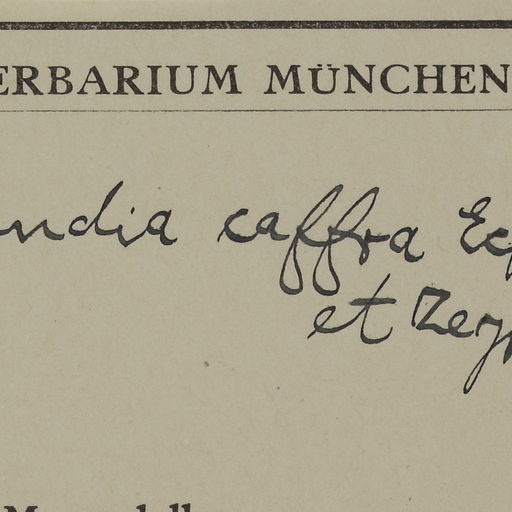 ERBARIUM MÜNCHEN
ndia caffra Ec
et Zey